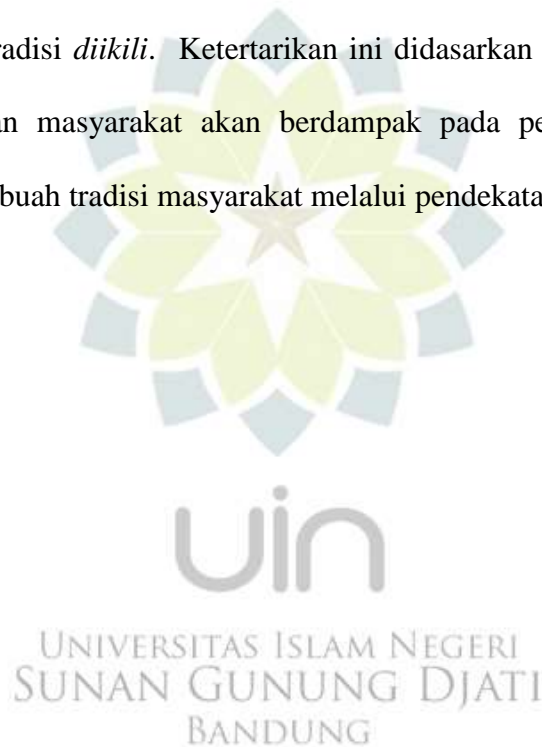 radisi diikili. Ketertarikan ini didasarkan
an masyarakat akan berdampak pada pe
buah tradisi masyarakat melalui pendekata
uin
UNIVERSITAS ISLAM NEGERI
SUNAN GUNUNG DJATI
BANDUNG